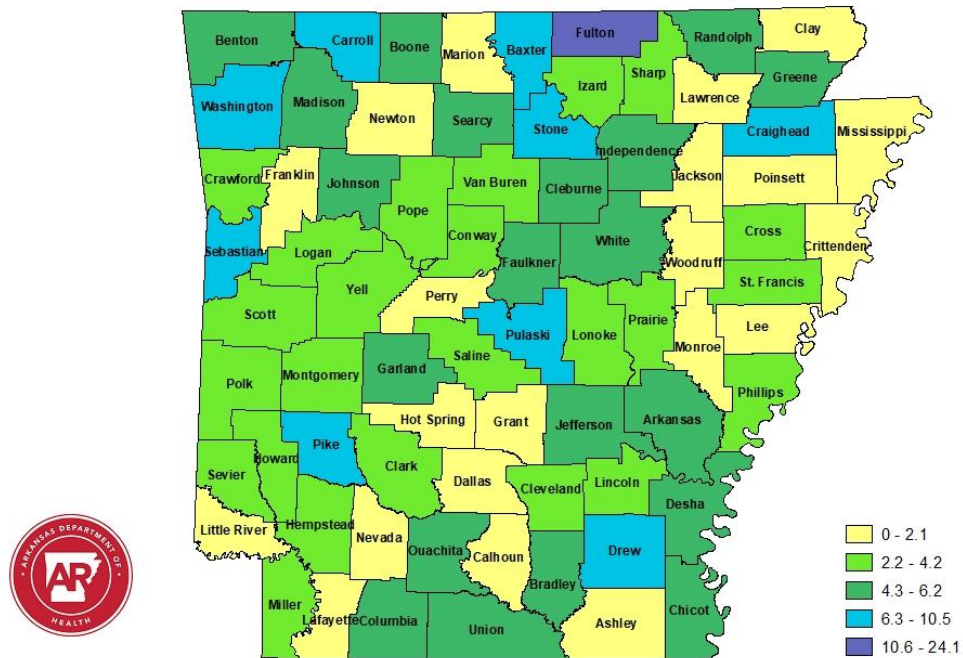 Benton
Carroll
Boone
Marion
Baxter
Fulton
Randolph
Clay
Sharp
Izard
Greene
Washington
Madison
Newton
Searcy
Stone
Lawrence
Craighead
Mississippi
Independence
Jackson
Poinsett
Crawford
Franklin
Johnson
Pope
Van Buren
Cleburne
Conway
White
Cross
Crittenden
Sebastian
Logan
Faulkner
Woodruff
St. Francis
Scott
Yell
Perry
Pulaski
Lonoke
Prairie
Lee
Monroe
Saline
Garland
Polk
Montgomery
Phillips
Hot Spring
Grant
Jefferson
Arkansas
Pike
Howard
Clark
Sevier
Dallas
Cleveland
Lincoln
Desha
Little River
Hempstead
Nevada
Ouachita
Calhoun
Drew
Bradley
Miller
Lafayette
Columbia
Union
Ashley
Chicot
ARKANSAS DEPARTMENT OF
AR
HEALTH
0 - 2.1
2.2 - 4.2
4.3 - 6.2
6.3 - 10.5
10.6 - 24.1